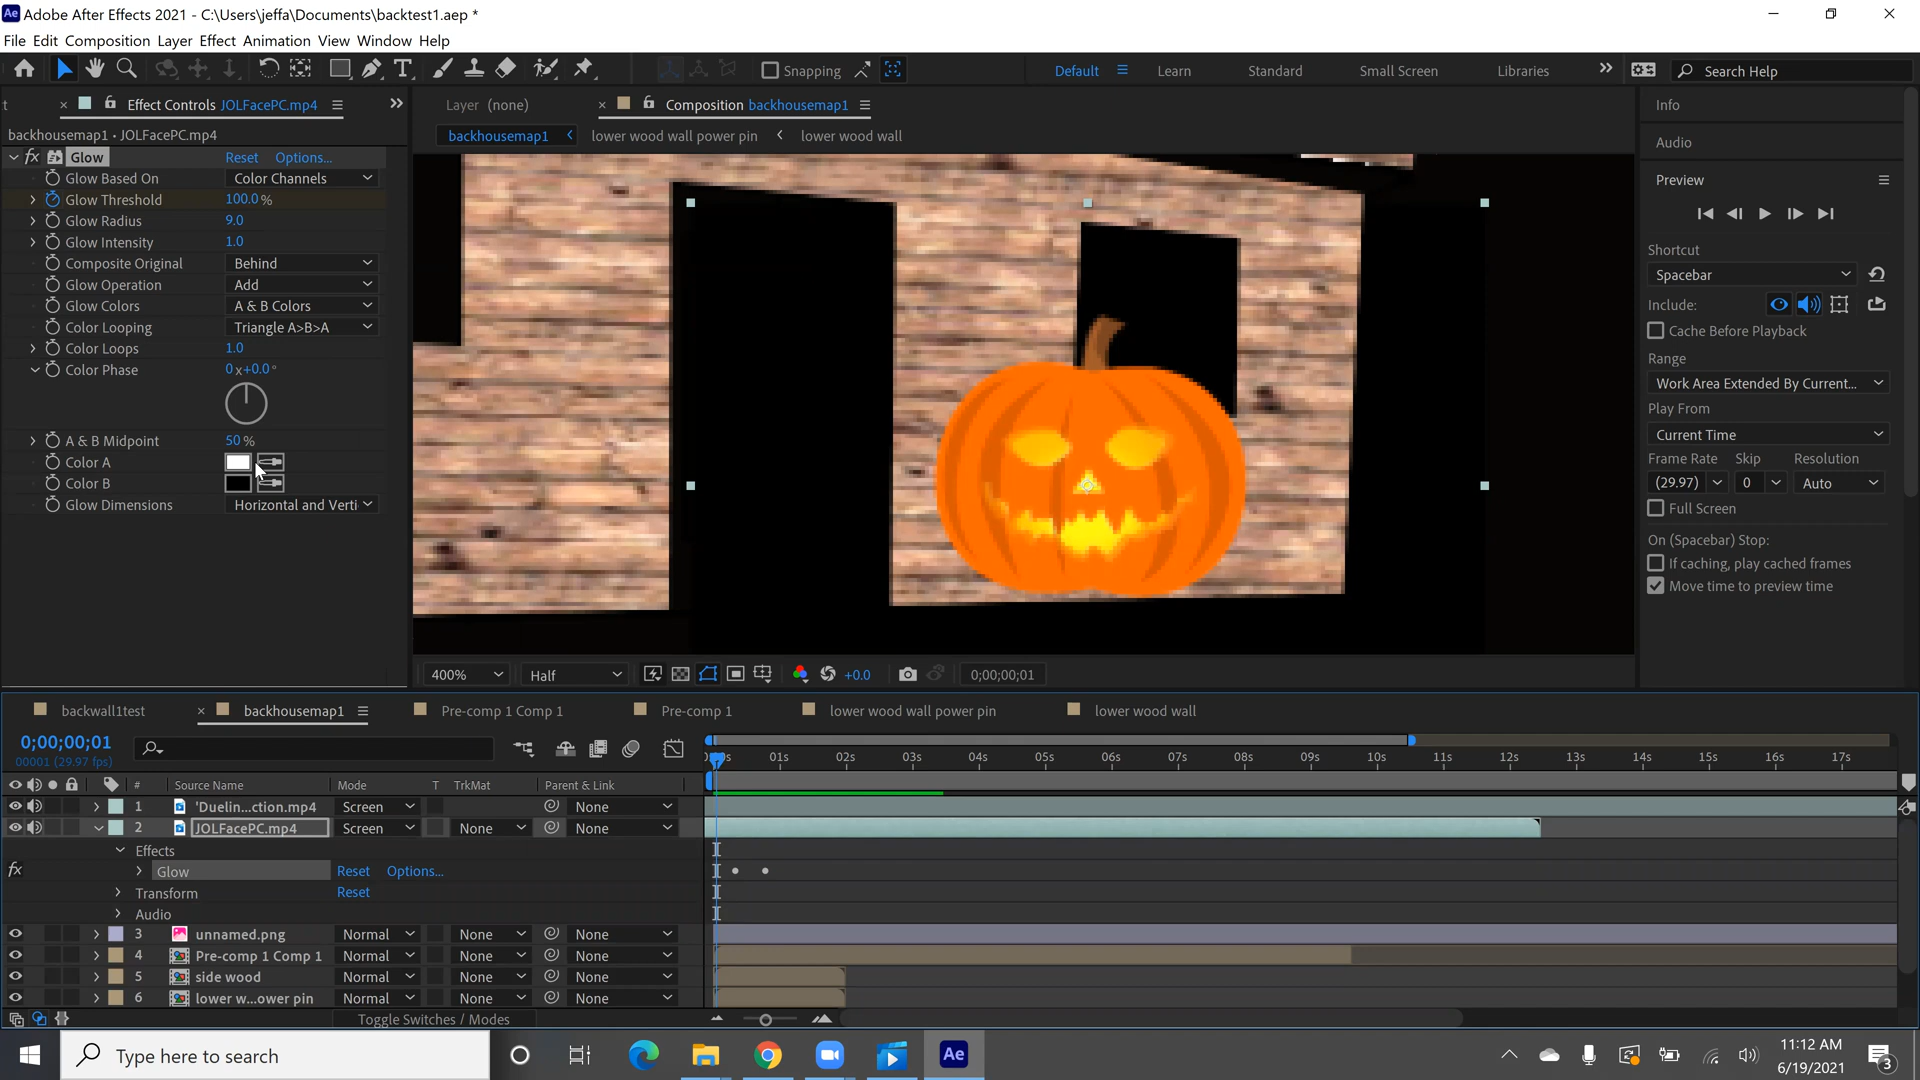 Adobe After Effects 2021 - C:\Users\jeffa\Documents\backtest1.aep *
File Edit Composition Layer Effect Animation View Window Help
Snapping
Default
Learn
Standard
Small Screen
Libraries
Search Help
Effect Controls JOLFacePC.mp4
Layer (none)
Composition backhousemap1
Info
backhousemap1 • JOLFacePC.mp4
backhousemap1
lower wood wall power pin
lower wood wall
Audio
fx Glow Reset Options...
Glow Based On Color Channels
Glow Threshold 100.0 %
Glow Radius 9.0
Glow Intensity 1.0
Composite Original Behind
Glow Operation Add
Glow Colors A & B Colors
Color Looping Triangle A>B>A
Color Loops 1.0
Color Phase 0 x+0.0°
A & B Midpoint 50 %
Color A
Color B
Glow Dimensions Horizontal and Verti
Preview
Shortcut
Spacebar
Include:
Cache Before Playback
Range
Work Area Extended By Current...
Play From
Current Time
Frame Rate Skip Resolution
(29.97) 0 Auto
Full Screen
On (Spacebar) Stop:
If caching, play cached frames
Move time to preview time
400% Half +0.0 0;00;00;01
backwall1test
backhousemap1
Pre-comp 1 Comp 1
Pre-comp 1
lower wood wall power pin
lower wood wall
0;00;00;01
00001 (29.97 fps)
01s 02s 03s 04s 05s 06s 07s 08s 09s 10s 11s 12s 13s 14s 15s 16s 17s
# Source Name Mode T TrkMat Parent & Link
1 'Duelin...ction.mp4 Screen None
2 JOLFacePC.mp4 Screen None None
Effects
fx Glow Reset Options...
Transform Reset
Audio
3 unnamed.png Normal None None
4 Pre-comp 1 Comp 1 Normal None None
5 side wood Normal None None
6 lower w...ower pin Normal None None
Toggle Switches / Modes
Type here to search
Ae
11:12 AM
6/19/2021
3